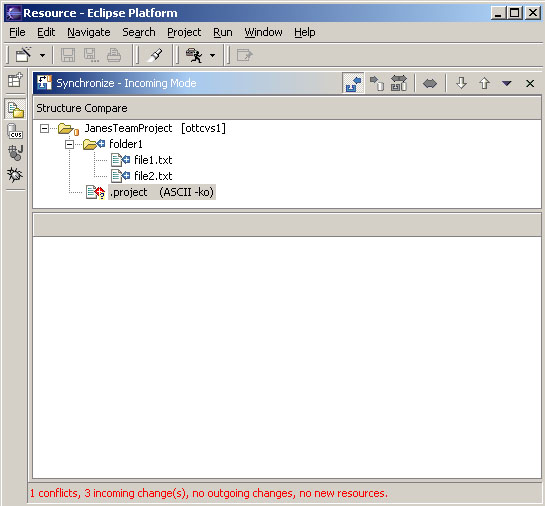 Resource - Eclipse Platform
File Edit Navigate Search Project Run Window Help
Synchronize - Incoming Mode
Structure Compare
JanesTeamProject [ottcvs1]
folder1
file1.txt
file2.txt
.project (ASCII -ko)
CVS
1 conflicts, 3 incoming change(s), no outgoing changes, no new resources.